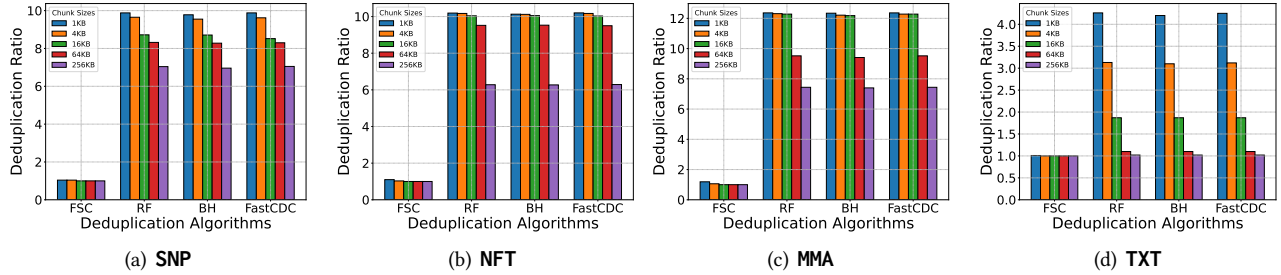 Deduplication Ratio
10
8
6
4
2
0
Chunk Sizes
1KB
4KB
16KB
64KB
256KB
FSC RF BH FastCDC
Deduplication Algorithms
(a) SNP
Deduplication Ratio
10
8
6
4
2
0
Chunk Sizes
1KB
4KB
16KB
64KB
256KB
FSC RF BH FastCDC
Deduplication Algorithms
(b) NFT
Deduplication Ratio
12
10
8
6
4
2
0
Chunk Sizes
1KB
4KB
16KB
64KB
256KB
FSC RF BH FastCDC
Deduplication Algorithms
(c) MMA
Deduplication Ratio
4.0
3.0
2.0
1.5
1.0
0.5
0.0
Chunk Sizes
1KB
4KB
16KB
64KB
256KB
FSC RF BH FastCDC
Deduplication Algorithms
(d) TXT